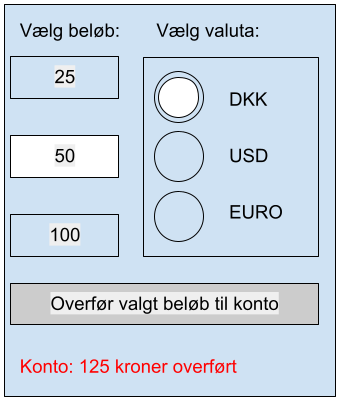 Vælg beløb:
Vælg valuta:
25
50
100
DKK
USD
EURO
Overfør valgt beløb til konto
Konto: 125 kroner overført